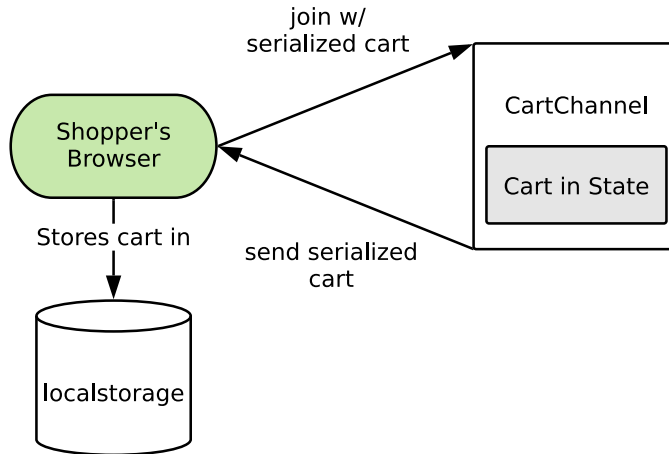 join w/
serialized cart
CartChannel
Shopper's
Browser
Cart in State
Stores cart in
send serialized
cart
localstorage